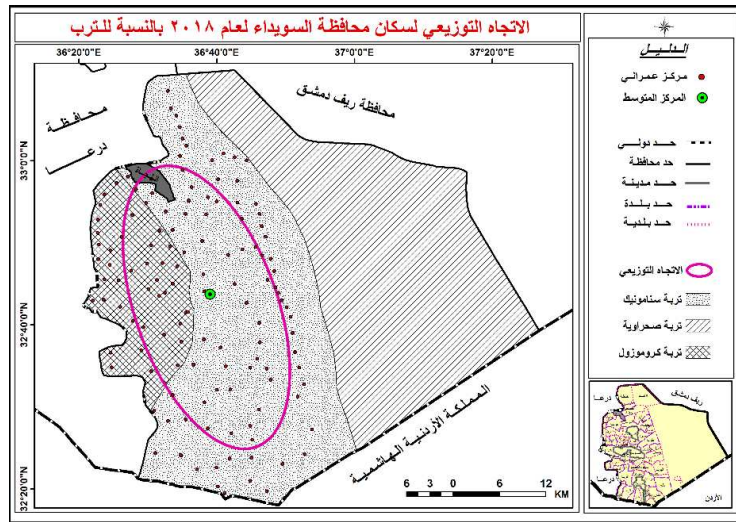 الاتجاه التوزيعي لسكان محافظة السويداء لعام ٢٠١٨ بالنسبة للترب
36°20'0"E 36°40'0"E 37°0'0"E 37°20'0"E
33°0'0"N
32°40'0"N
32°20'0"N
محافظة
درعا
محافظة ريف دمشق
المملكة الأردنية الهاشمية
6 3 0 6 12
KM
الدليل
مركز عمراني
المركز المتوسط
حد دولي
حد محافظة
حد مدينة
حد بلدة
حد بلدية
الاتجاه التوزيعي
تربة سنامونيك
تربة صحراوية
تربة كروموزول
ريف دمشق
درعا
درعا
الأردن